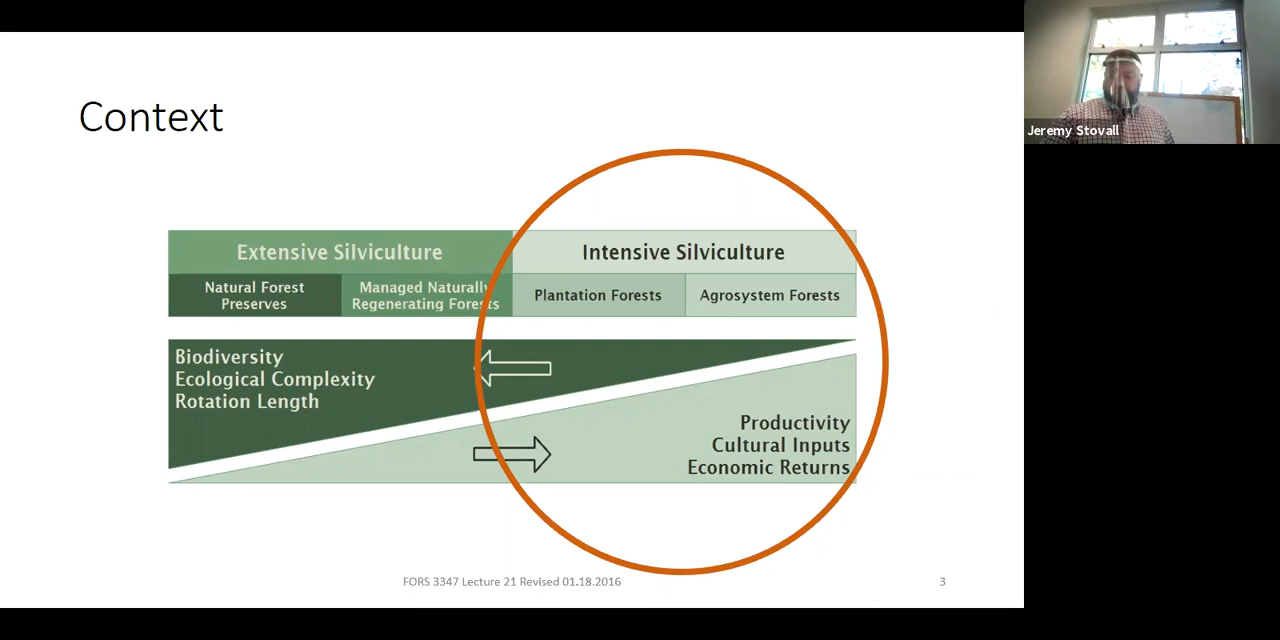 Context
Extensive Silviculture
Intensive Silviculture
Natural Forest
Preserves
Managed Naturally
Regenerating Forests
Plantation Forests
Agrosystem Forests
Biodiversity
Ecological Complexity
Rotation Length
Productivity
Cultural Inputs
Economic Returns
FORS 3347 Lecture 21 Revised 01.18.2016
3
Jeremy Stovall